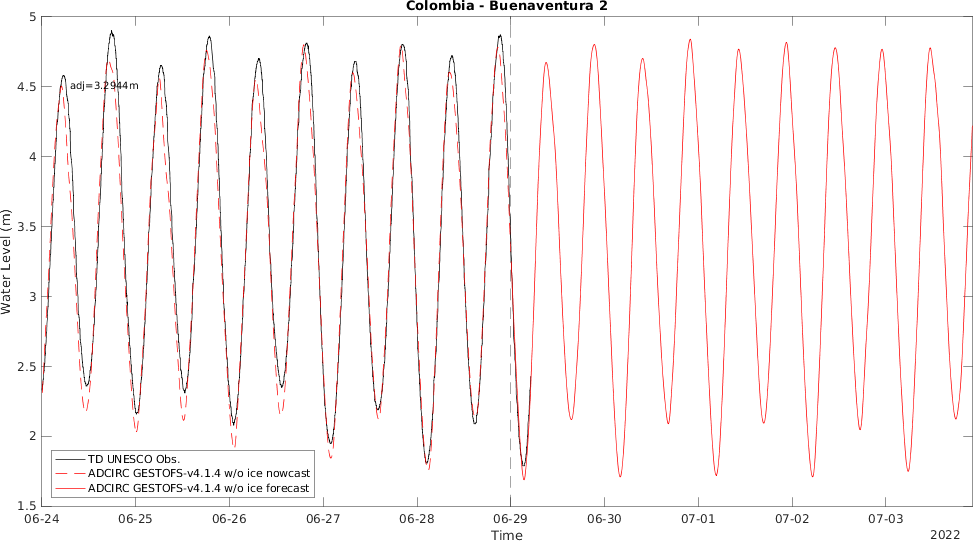 Colombia - Buenaventura 2
5
4.5
4
3.5
3
2.5
2
1.5
Water Level (m)
adj=3.2944m
TD UNESCO Obs.
ADCIRC GESTOFS-v4.1.4 w/o ice nowcast
ADCIRC GESTOFS-v4.1.4 w/o ice forecast
06-24 06-25 06-26 06-27 06-28 06-29 06-30 07-01 07-02 07-03
Time
2022